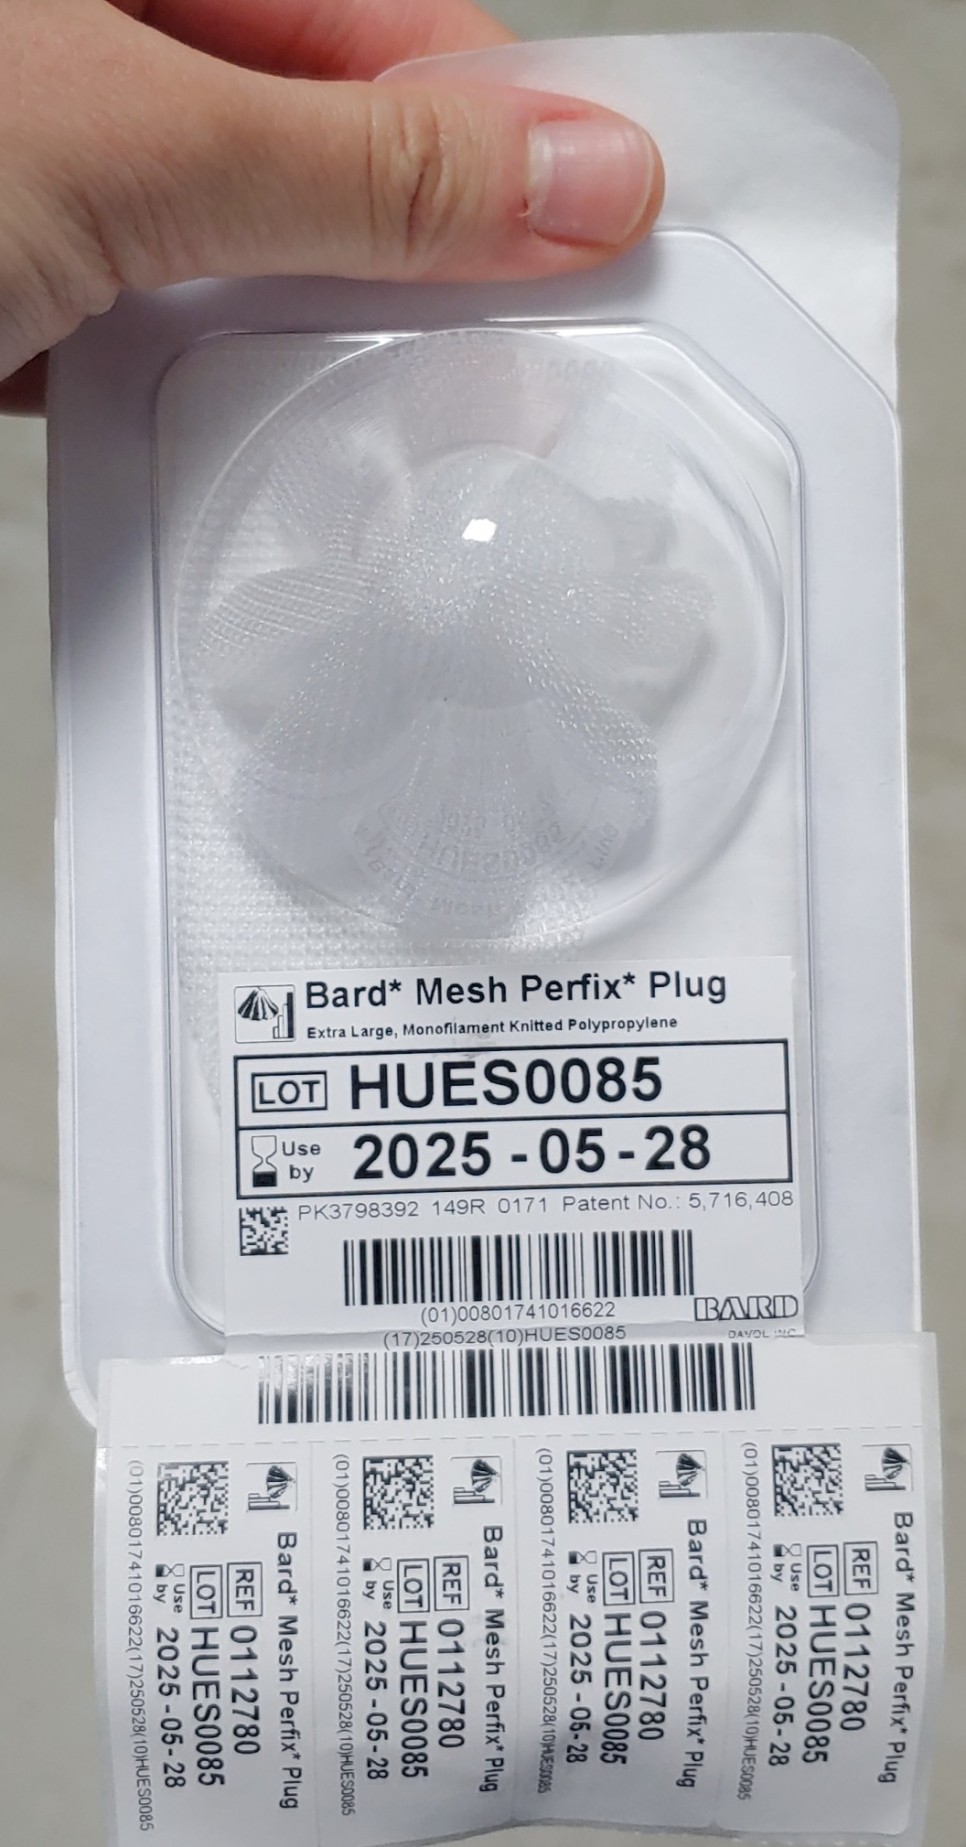 Bard* Mesh Perfix* Plug
Extra Large, Monofilament Knitted Polypropylene
LOT HUES0085
Use by 2025-05-28
PK3798392 149R 0171 Patent No.: 5,716,408
(01)00801741016622
BARD
(17)250528(10)HUES0085
DAVOL INC.
Bard* Mesh Perfix* Plug
REF 0112780
LOT HUES0085
Use by 2025-05-28
(01)00801741016622(17)250528(10)HUES0085
Bard* Mesh Perfix* Plug
REF 0112780
LOT HUES0085
Use by 2025-05-28
(01)00801741016622(17)250528(10)HUES0085
Bard* Mesh Perfix* Plug
REF 0112780
LOT HUES0085
Use by 2025-05-28
(01)00801741016622(17)250528(10)HUES0085
Bard* Mesh Perfix* Plug
REF 0112780
LOT HUES0085
Use by 2025-05-28
(01)00801741016622(17)250528(10)HUES0085